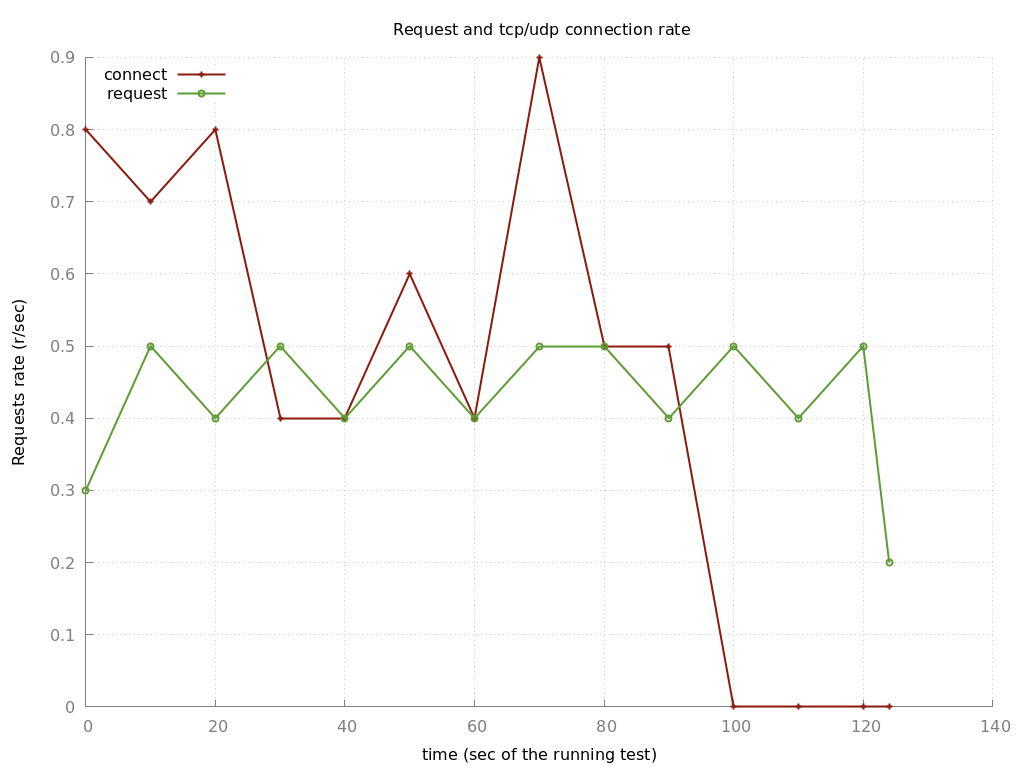 Request and tcp/udp connection rate
connect
request
0.9
0.8
0.7
0.6
0.5
0.4
0.3
0.2
0.1
0
Requests rate (r/sec)
0 20 40 60 80 100 120 140
time (sec of the running test)